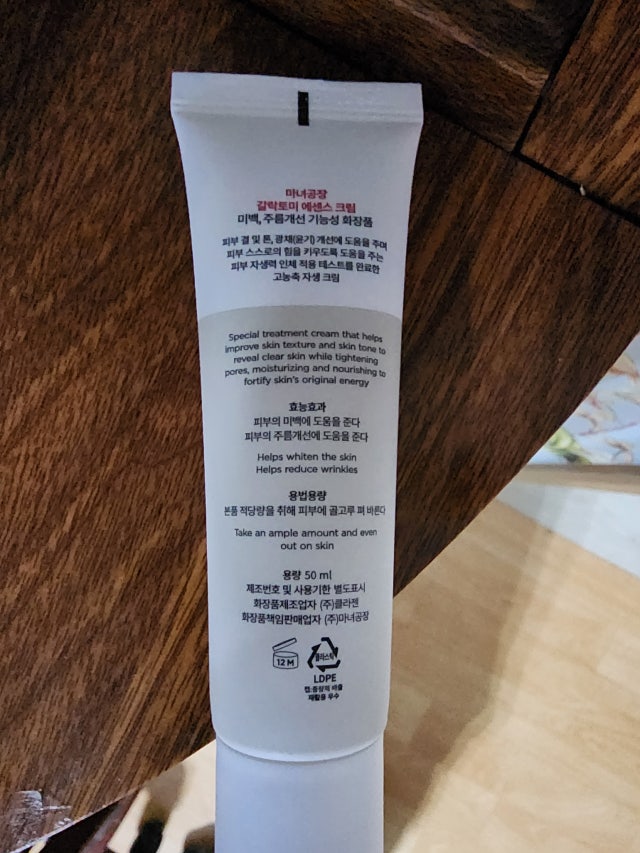 마녀공장
갈락토미 에센스 크림
미백, 주름개선 기능성 화장품
피부 결 및 톤, 광채(윤기) 개선에 도움을 주며
피부 스스로의 힘을 키우도록 도움을 주는
피부 자생력 인체 적용 테스트를 완료한
고농축 자생 크림
Special treatment cream that helps
improve skin texture and skin tone to
reveal clear skin while tightening
pores, moisturizing and nourishing to
fortify skin's original energy
효능효과
피부의 미백에 도움을 준다
피부의 주름개선에 도움을 준다
Helps whiten the skin
Helps reduce wrinkles
용법용량
본품 적당량을 취해 피부에 골고루 펴 바른다
Take an ample amount and even
out on skin
용량 50 ml
제조번호 및 사용기한 별도표시
화장품제조업자 (주)콜라젠
화장품책임판매업자 (주)마녀공장
12 M
플라스틱
LDPE
재활용 우수